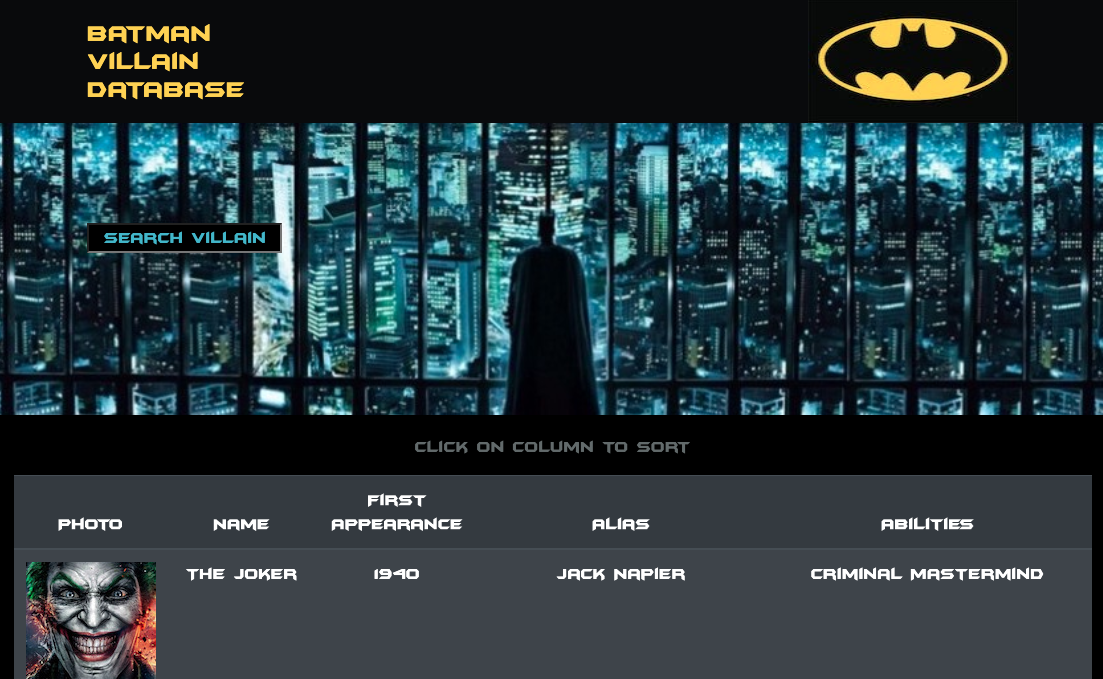 BATMAN
VILLAIN
DATABASE
SEARCH VILLAIN
CLICK ON COLUMN TO SORT
PHOTO NAME FIRST APPEARANCE ALIAS ABILITIES
THE JOKER 1940 JACK NAPIER CRIMINAL MASTERMIND